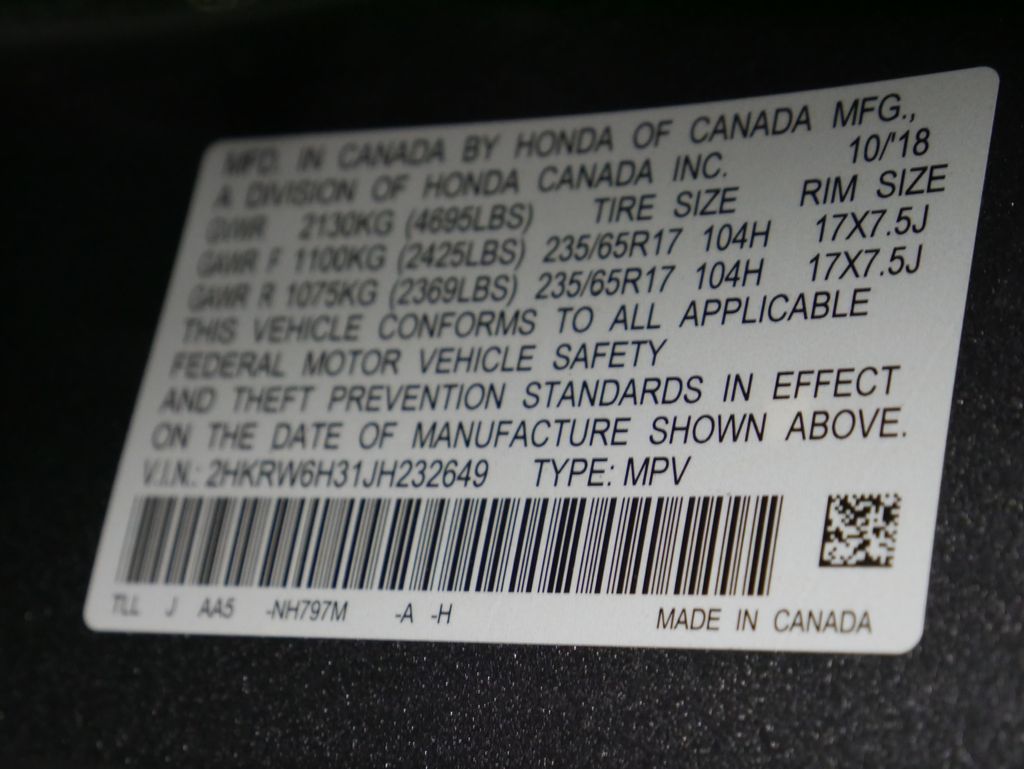 MFD. IN CANADA BY HONDA OF CANADA MFG.,
A DIVISION OF HONDA CANADA INC. 10/'18
GVWR 2130KG (4695LBS) TIRE SIZE RIM SIZE
GAWR F 1100KG (2425LBS) 235/65R17 104H 17X7.5J
GAWR R 1075KG (2369LBS) 235/65R17 104H 17X7.5J
THIS VEHICLE CONFORMS TO ALL APPLICABLE
FEDERAL MOTOR VEHICLE SAFETY
AND THEFT PREVENTION STANDARDS IN EFFECT
ON THE DATE OF MANUFACTURE SHOWN ABOVE.
V.I.N.: 2HKRW6H31JH232649 TYPE: MPV
TLL J AA5 -NH797M -A -H MADE IN CANADA